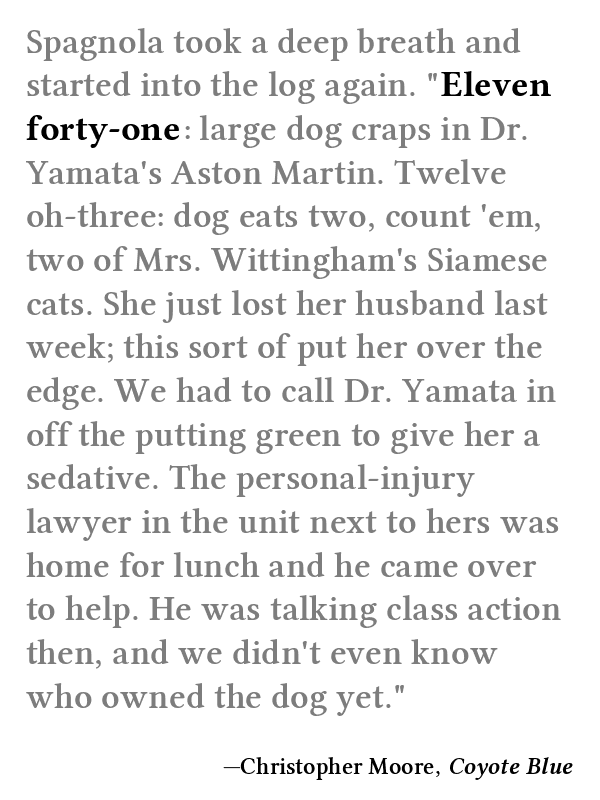 Spagnola took a deep breath and
started into the log again. "Eleven
forty-one: large dog craps in Dr.
Yamata's Aston Martin. Twelve
oh-three: dog eats two, count 'em,
two of Mrs. Wittingham's Siamese
cats. She just lost her husband last
week; this sort of put her over the
edge. We had to call Dr. Yamata in
off the putting green to give her a
sedative. The personal-injury
lawyer in the unit next to hers was
home for lunch and he came over
to help. He was talking class action
then, and we didn't even know
who owned the dog yet."
—Christopher Moore, Coyote Blue